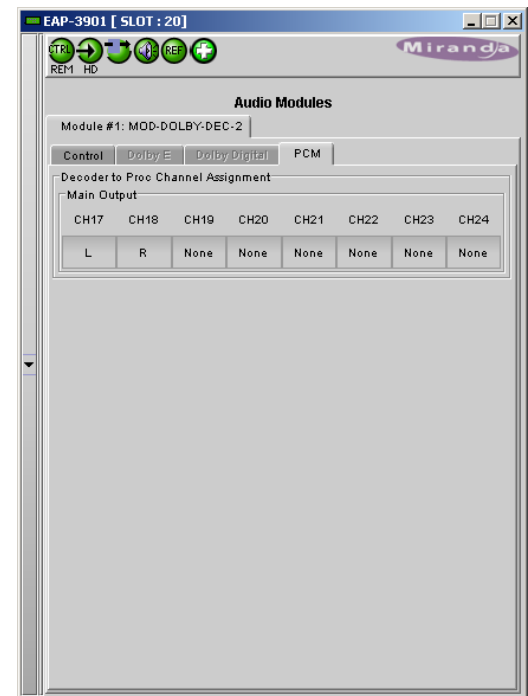 EAP-3901 [ SLOT : 20]
CTRL REF
REM HD
Miranda
Audio Modules
Module #1: MOD-DOLBY-DEC-2
Control Dolby E Dolby Digital PCM
Decoder to Proc Channel Assignment
Main Output
CH17 CH18 CH19 CH20 CH21 CH22 CH23 CH24
L R None None None None None None